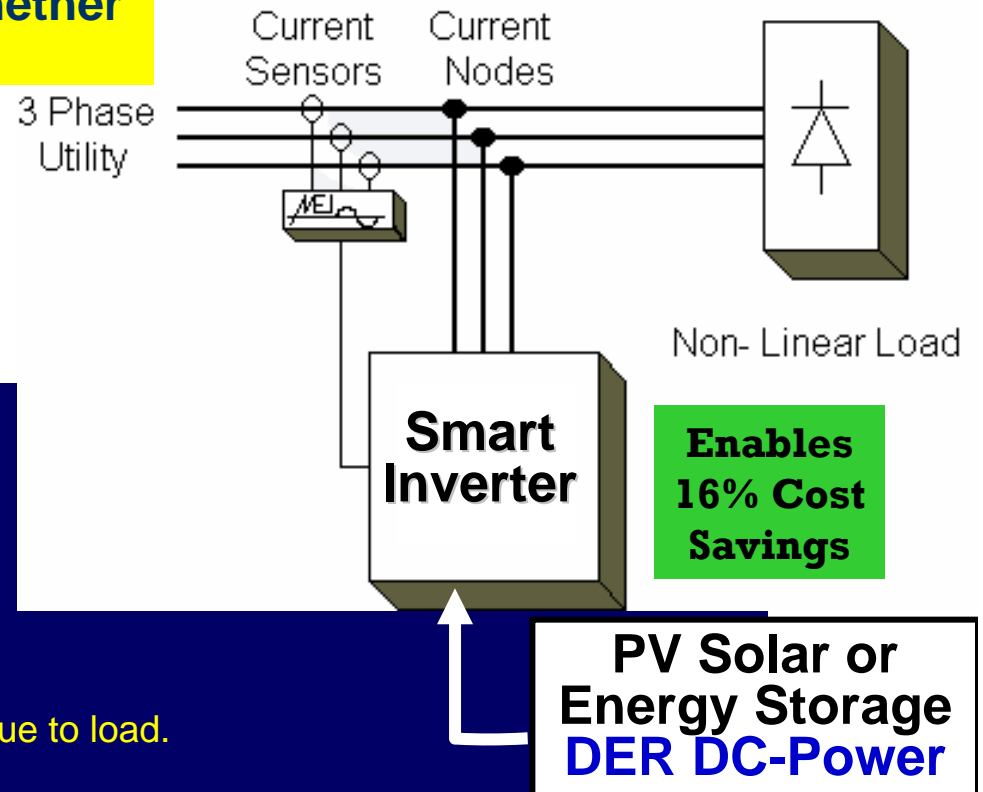 Current Current
Sensors Nodes
3 Phase
Utility
Non- Linear Load
Smart
Inverter
Enables
16% Cost
Savings
PV Solar or
Energy Storage
DER DC-Power
to load.